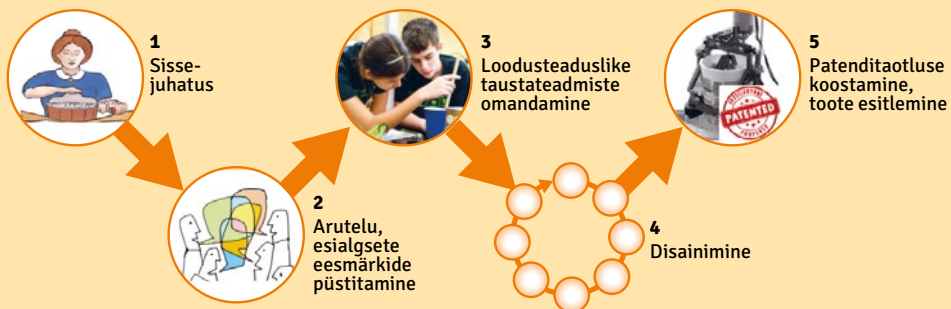 1
Sisse-
juhatus
2
Arutelu,
esialgsete
eesmärkide
püstitamine
3
Loodusteaduslike
taustateadmiste
omandamine
4
Disainimine
5
Patenditaotluse
koostamine,
toote esitlemine
PATENTED